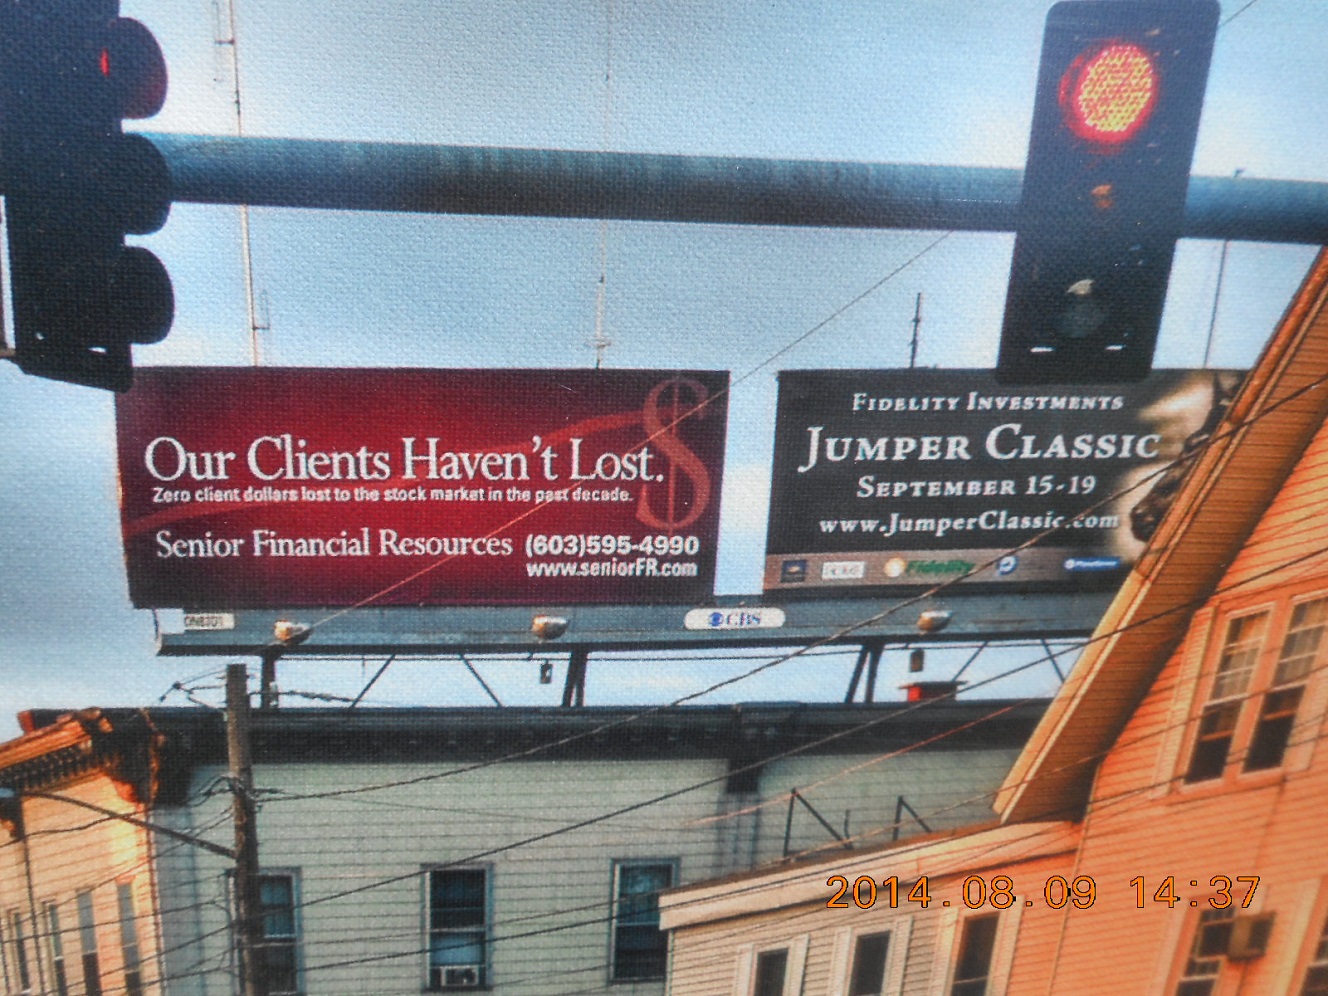 Our Clients Haven't Lost.
Zero client dollars lost to the stock market in the past decade.
Senior Financial Resources (603)595-4990
www.seniorFR.com
FIDELITY INVESTMENTS
JUMPER CLASSIC
SEPTEMBER 15-19
www.JumperClassic.com
Fidelity
CBS
2014.08.09 14:37